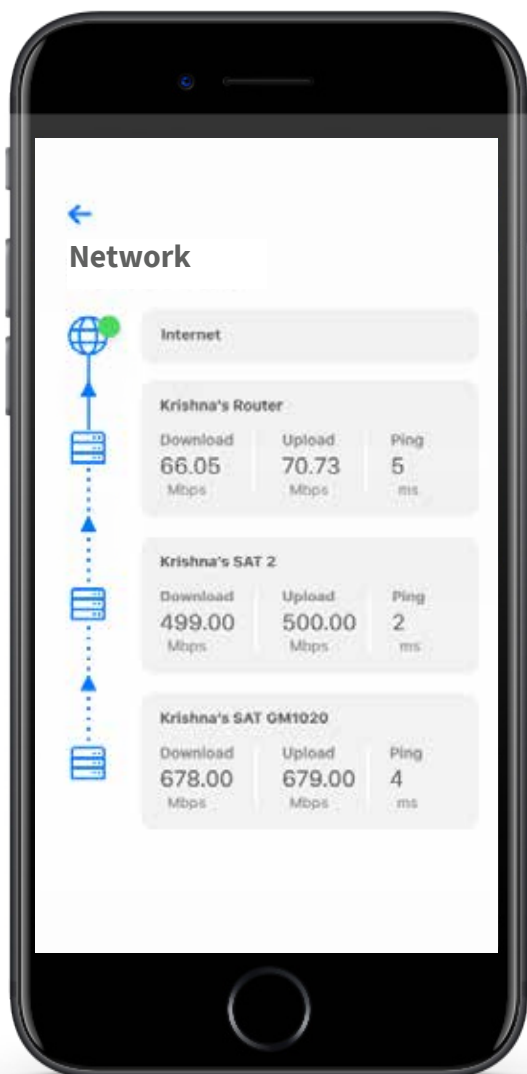 Network
Internet
Krishna's Router
Download Upload Ping
66.05 70.73 5
Mbps Mbps ms
Krishna's SAT 2
Download Upload Ping
499.00 500.00 2
Mbps Mbps ms
Krishna's SAT GM1020
Download Upload Ping
678.00 679.00 4
Mbps Mbps ms